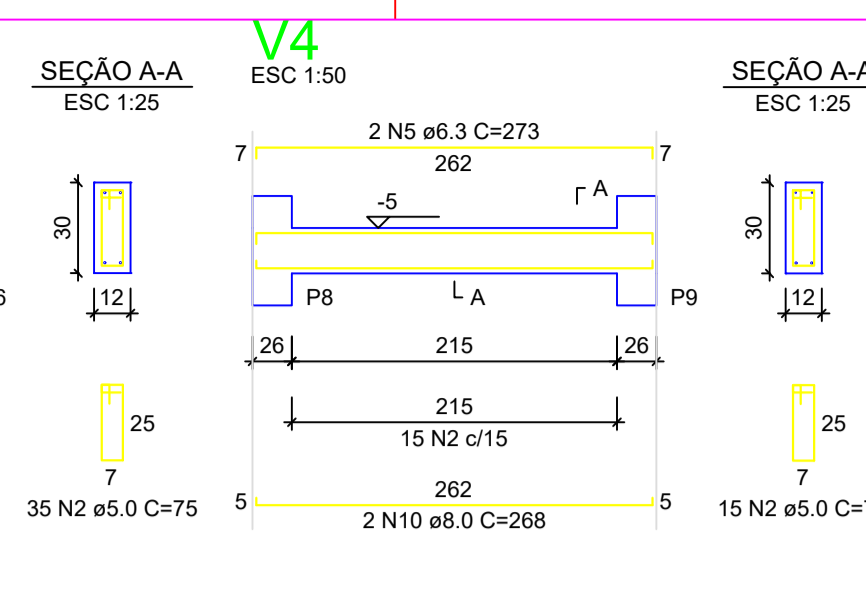 V4
ESC 1:50
SEÇÃO A-A
ESC 1:25
30
12
25
7
35 N2 ø5.0 C=75
2 N5 ø6.3 C=273
7
262
7
-5
A
A
P8
P9
26
215
26
215
15 N2 c/15
5
262
5
2 N10 ø8.0 C=268
SEÇÃO A-A
ESC 1:25
30
12
25
7
15 N2 ø5.0 C=